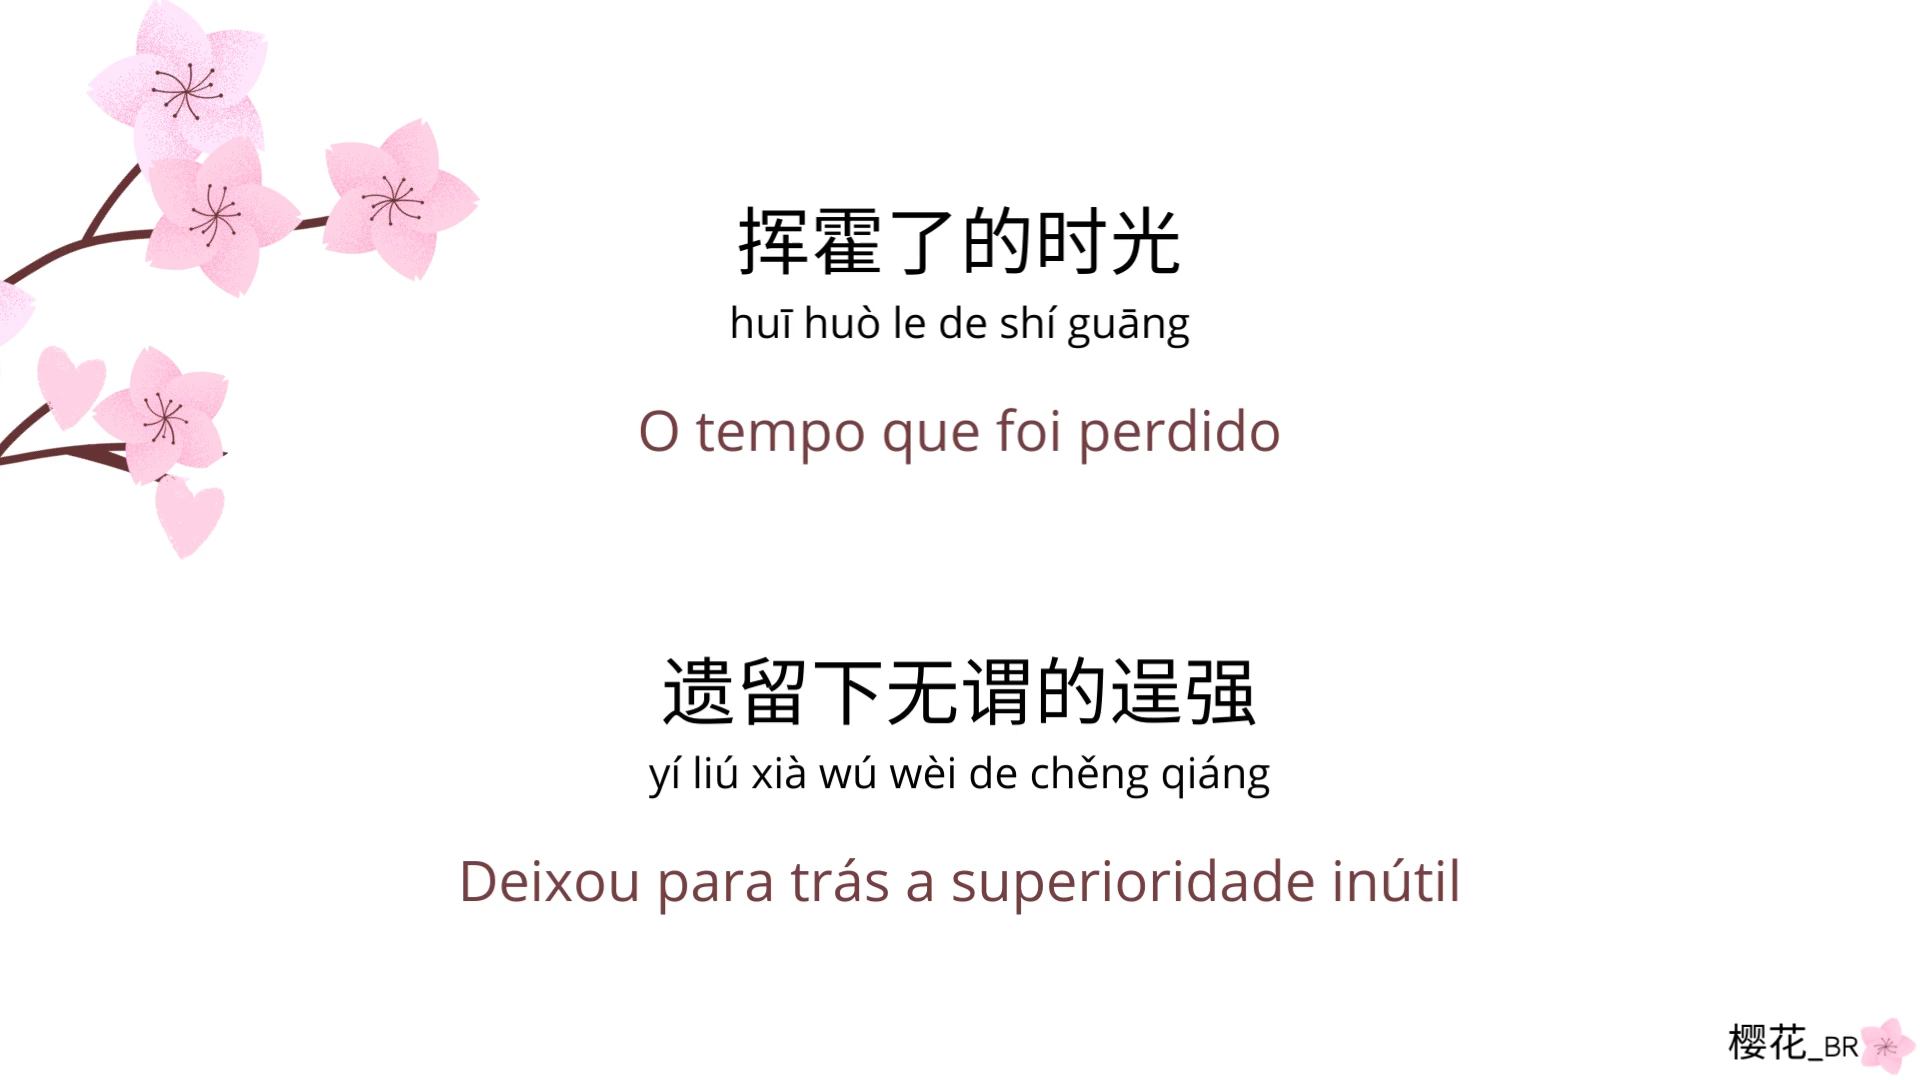 挥霍了的时光
huī huò le de shí guāng
O tempo que foi perdido
遗留下无谓的逞强
yí liú xià wú wèi de chěng qiáng
Deixou para trás a superioridade inútil
樱花_BR